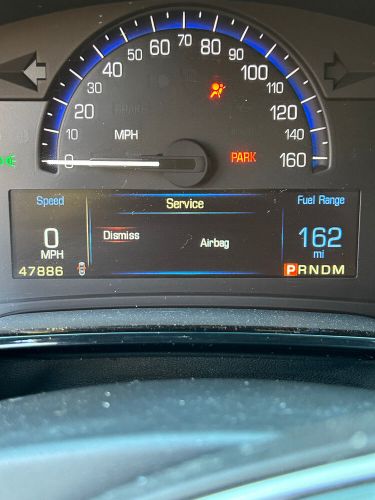 70
60 80
50 90
40 100
30 110
20 BRAKE 120
10 MPH 140
0 PARK 160
Speed Service Fuel Range
Dismiss
0 Airbag 162
MPH mi
47886 PRNDM